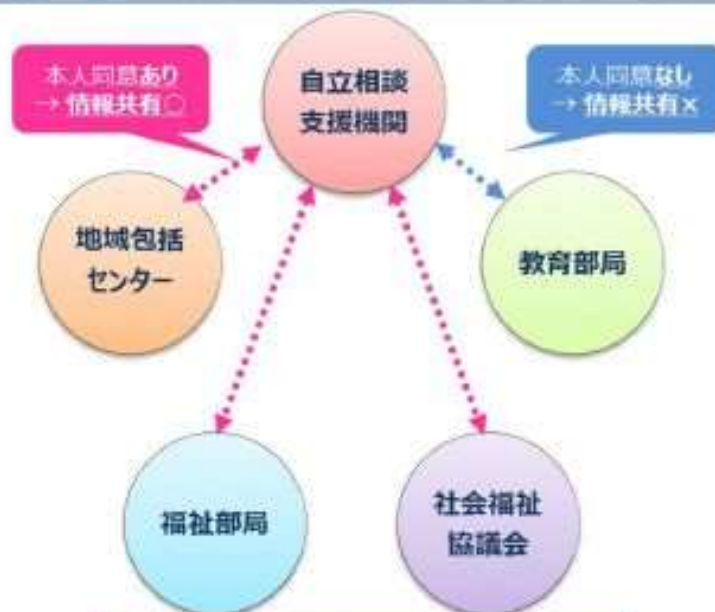 本人同意あり
→ 情報共有○
自立相談
支援機関
本人同意なし
→ 情報共有×
地域包括
センター
教育部局
福祉部局
社会福祉
協議会